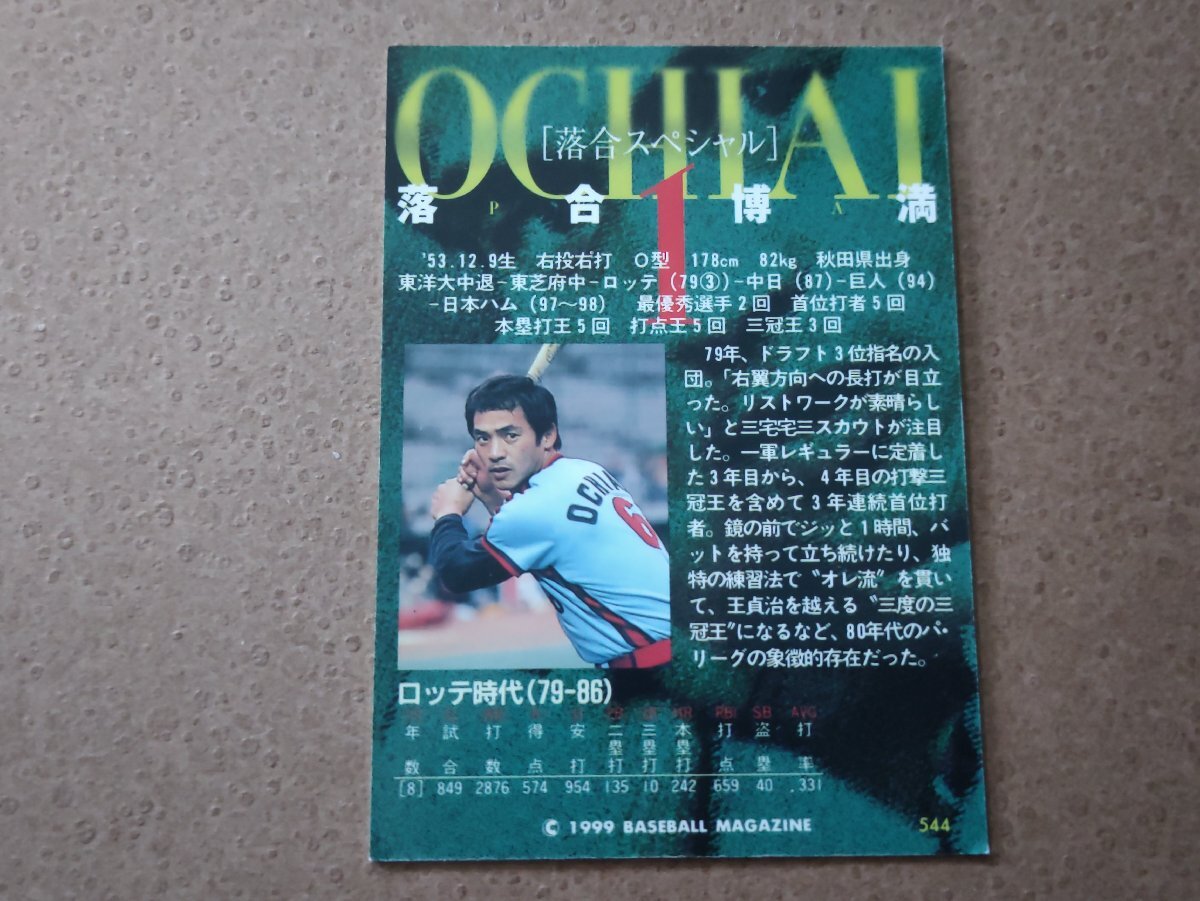 OCHIAI
[落合スペシャル]
1
落合博満
P A
'53.12.9生 右投右打 O型 178cm 82kg 秋田県出身
東洋大中退-東芝府中-ロッテ(79③)-中日(87)-巨人(94)
-日本ハム(97〜98) 最優秀選手2回 首位打者5回
本塁打王5回 打点王5回 三冠王3回
79年、ドラフト3位指名の入
団。「右翼方向への長打が目立
った。リストワークが素晴らし
い」と三宅宅三スカウトが注目
した。一軍レギュラーに定着し
た3年目から、4年目の打撃三
冠王を含めて3年連続首位打
者。鏡の前でジッと1時間、バ
ットを持って立ち続けたり、独
特の練習法で〝オレ流〟を貫い
て、王貞治を越える〝三度の三
冠王〟になるなど、80年代のパ・
リーグの象徴的存在だった。
OCHIAI
6
ロッテ時代(79-86)
2B 3B HR RBI SB AVG
年数 試合 打数 得点 安打 二塁打 三塁打 本塁打 打点 盗塁 打率
[8] 849 2876 574 954 135 10 242 659 40 .331
© 1999 BASEBALL MAGAZINE
544